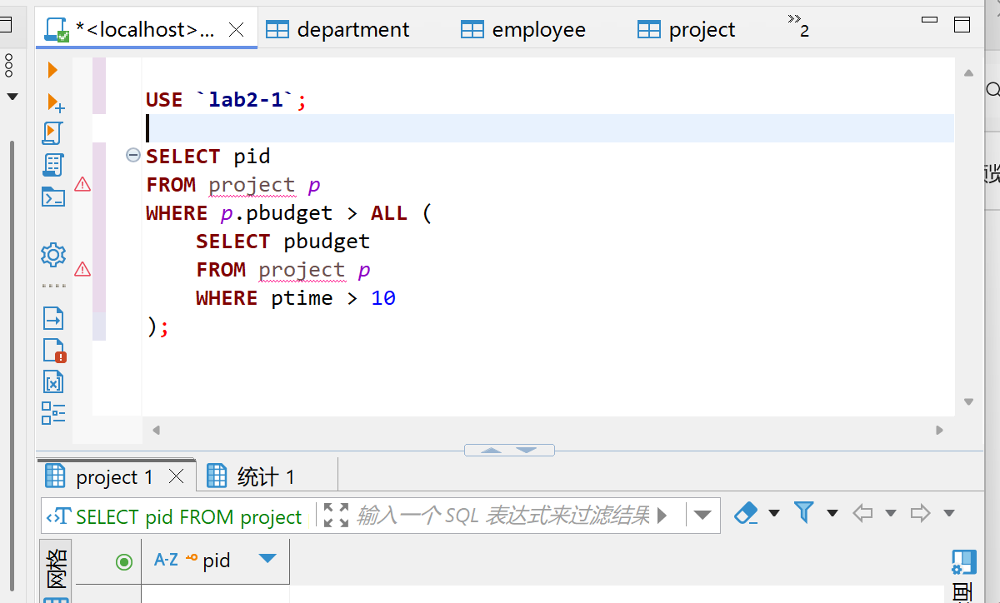 *<localhost>...
department
employee
project
»2
USE `lab2-1`;
SELECT pid
FROM project p
WHERE p.pbudget > ALL (
SELECT pbudget
FROM project p
WHERE ptime > 10
);
project 1
统计 1
SELECT pid FROM project
输入一个 SQL 表达式来过滤结果
网格
A-Z pid